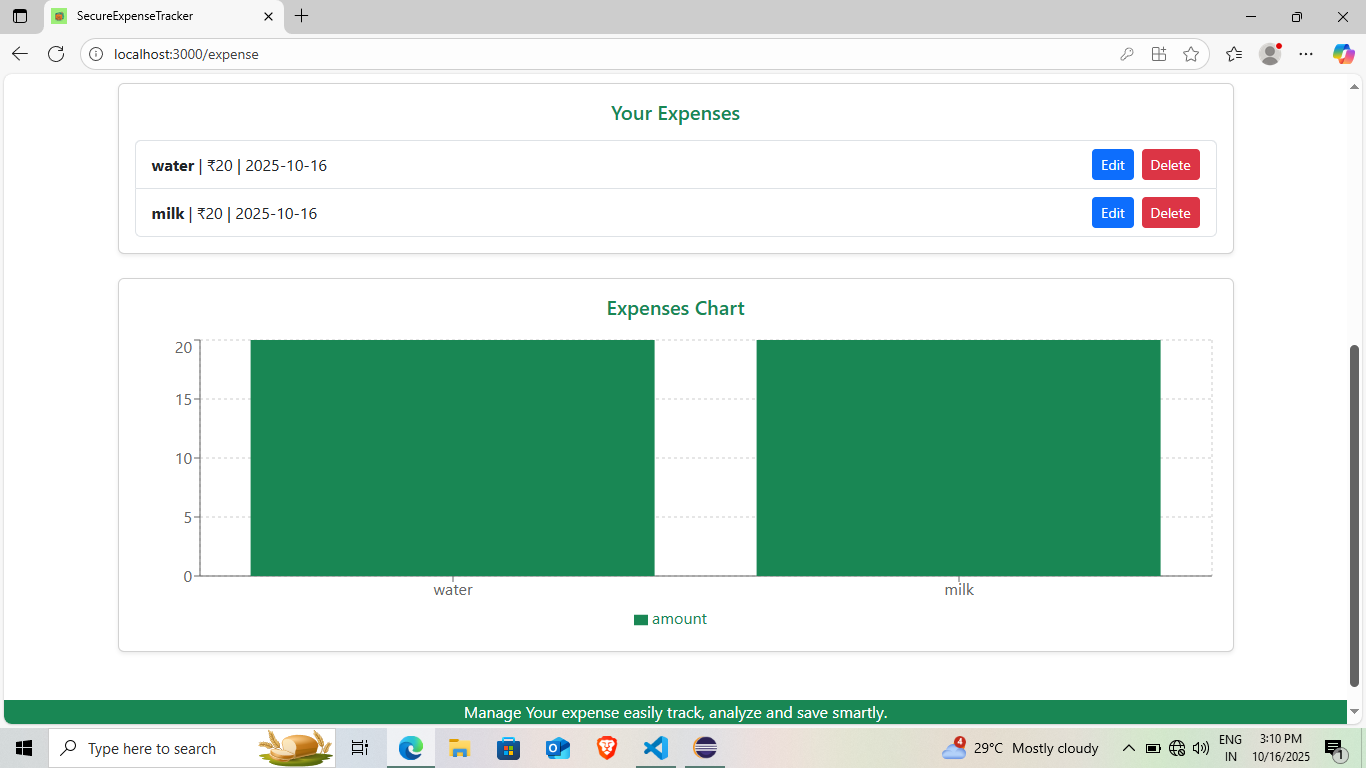 SecureExpenseTracker
localhost:3000/expense
Your Expenses
water | ₹20 | 2025-10-16 Edit Delete
milk | ₹20 | 2025-10-16 Edit Delete
Expenses Chart
20
15
10
5
0
water milk
amount
Manage Your expense easily track, analyze and save smartly.
Type here to search
4
29°C Mostly cloudy
ENG
IN
3:10 PM
10/16/2025
1